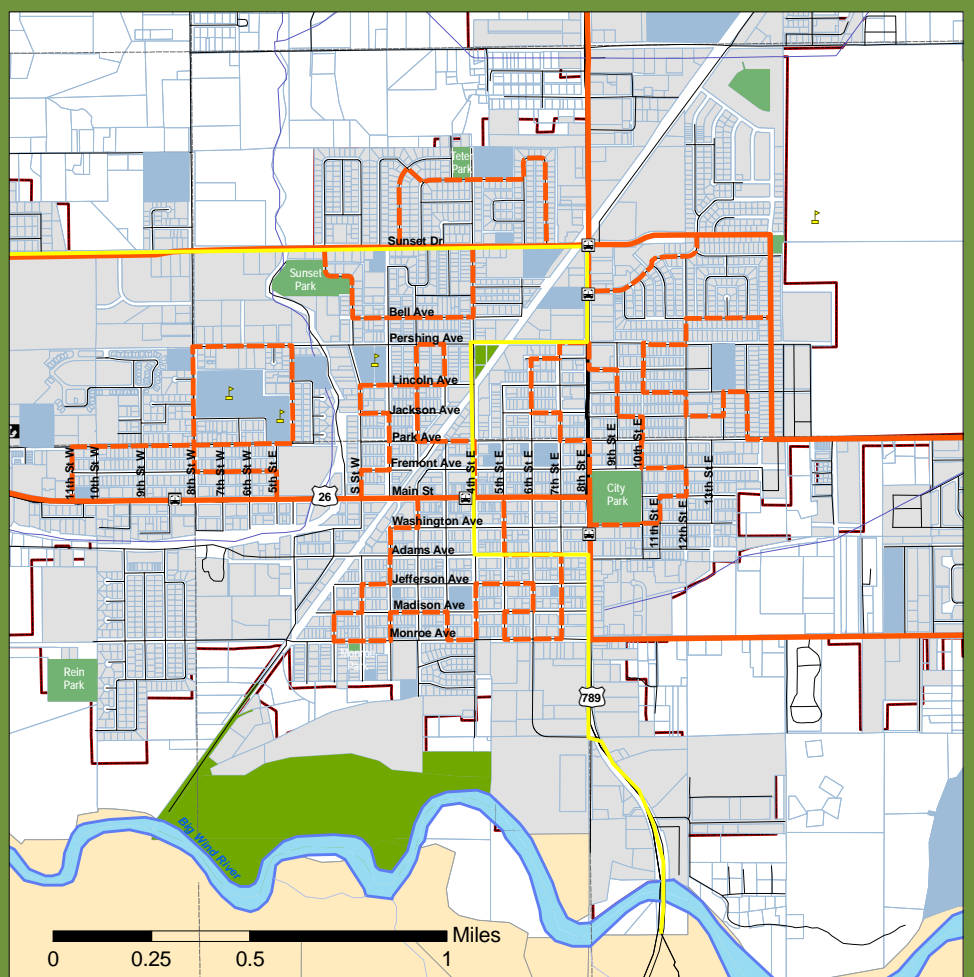 Teter
Park
Sunset Dr
Sunset
Park
Bell Ave
Pershing Ave
Lincoln Ave
Jackson Ave
Park Ave
Fremont Ave
Main St
Washington Ave
Adams Ave
Jefferson Ave
Madison Ave
Monroe Ave
11th St W
10th St W
9th St W
8th St W
7th St W
6th St W
5th St E
S St W
4th St E
5th St E
6th St E
7th St E
8th St E
9th St E
10th St E
11th St E
12th St E
13th St E
26
City
Park
Rein
Park
789
Big Wind River
Miles
0
0.25
0.5
1